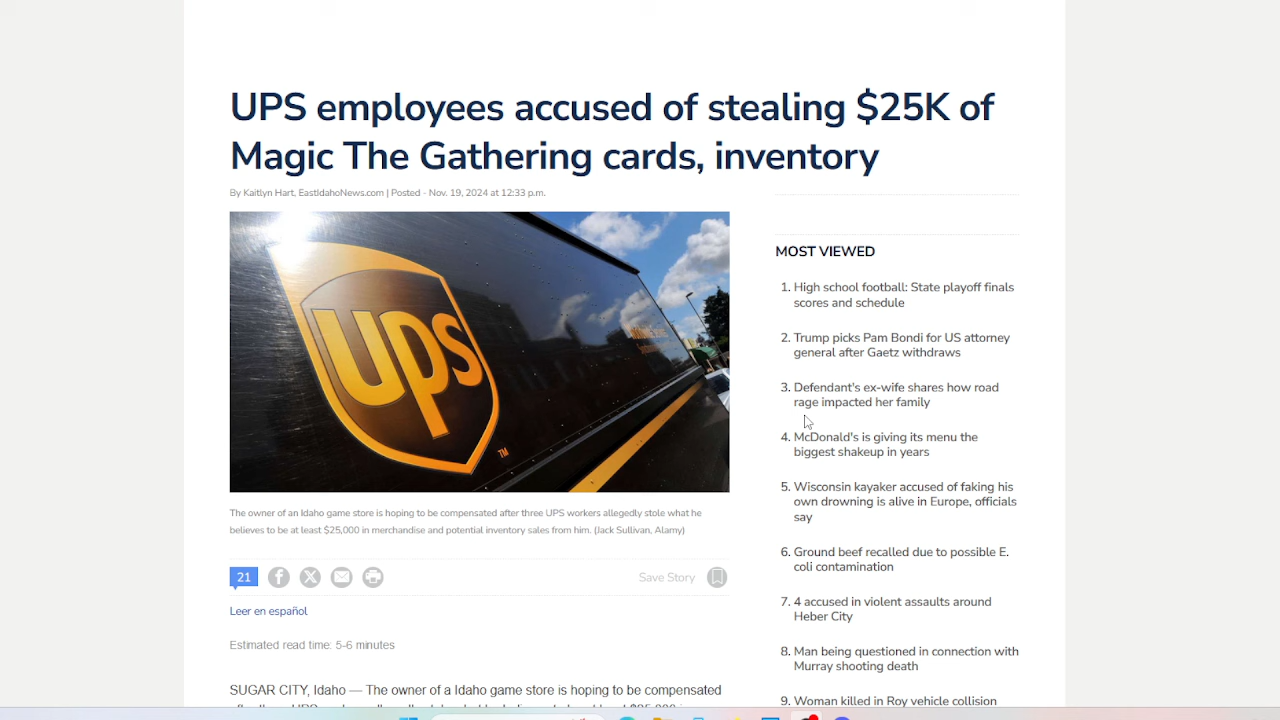 UPS employees accused of stealing $25K of
Magic The Gathering cards, inventory
By Kaitlyn Hart, EastIdahoNews.com | Posted - Nov. 19, 2024 at 12:33 p.m.
ups
TM
The owner of an Idaho game store is hoping to be compensated after three UPS workers allegedly stole what he
believes to be at least $25,000 in merchandise and potential inventory sales from him. (Jack Sullivan, Alamy)
21
Save Story
Leer en español
Estimated read time: 5-6 minutes
SUGAR CITY, Idaho — The owner of a Idaho game store is hoping to be compensated
MOST VIEWED
1. High school football: State playoff finals
scores and schedule
2. Trump picks Pam Bondi for US attorney
general after Gaetz withdraws
3. Defendant's ex-wife shares how road
rage impacted her family
4. McDonald's is giving its menu the
biggest shakeup in years
5. Wisconsin kayaker accused of faking his
own drowning is alive in Europe, officials
say
6. Ground beef recalled due to possible E.
coli contamination
7. 4 accused in violent assaults around
Heber City
8. Man being questioned in connection with
Murray shooting death
9. Woman killed in Roy vehicle collision